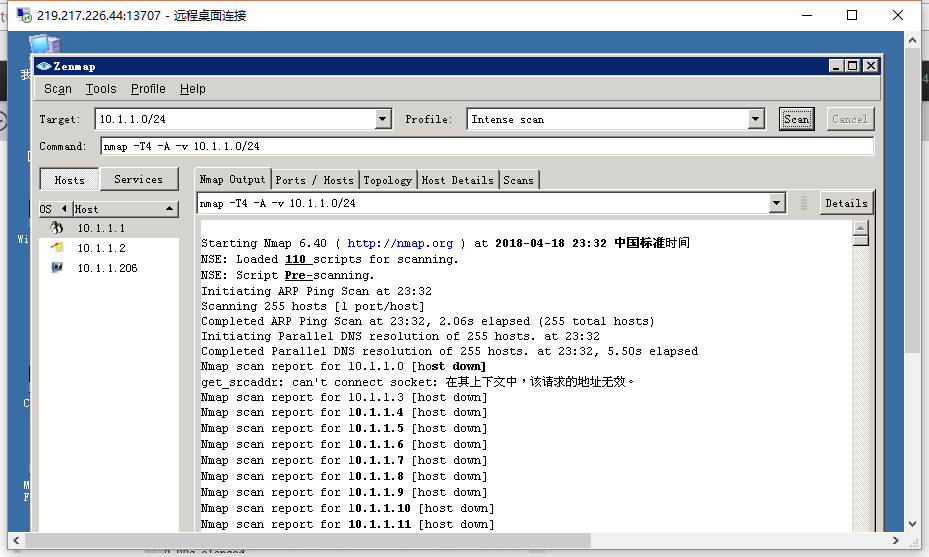 219.217.226.44:13707 - 远程桌面连接
Zenmap
Scan Tools Profile Help
Target: 10.1.1.0/24 Profile: Intense scan Scan Cancel
Command: nmap -T4 -A -v 10.1.1.0/24
Hosts Services
OS Host
10.1.1.1
10.1.1.2
10.1.1.206
Nmap Output Ports / Hosts Topology Host Details Scans
nmap -T4 -A -v 10.1.1.0/24 Details
Starting Nmap 6.40 ( http://nmap.org ) at 2018-04-18 23:32 中国标准时间
NSE: Loaded 110 scripts for scanning.
NSE: Script Pre-scanning.
Initiating ARP Ping Scan at 23:32
Scanning 255 hosts [1 port/host]
Completed ARP Ping Scan at 23:32, 2.06s elapsed (255 total hosts)
Initiating Parallel DNS resolution of 255 hosts. at 23:32
Completed Parallel DNS resolution of 255 hosts. at 23:32, 5.50s elapsed
Nmap scan report for 10.1.1.0 [host down]
get_srcaddr: can't connect socket: 在其上下文中，该请求的地址无效。
Nmap scan report for 10.1.1.3 [host down]
Nmap scan report for 10.1.1.4 [host down]
Nmap scan report for 10.1.1.5 [host down]
Nmap scan report for 10.1.1.6 [host down]
Nmap scan report for 10.1.1.7 [host down]
Nmap scan report for 10.1.1.8 [host down]
Nmap scan report for 10.1.1.9 [host down]
Nmap scan report for 10.1.1.10 [host down]
Nmap scan report for 10.1.1.11 [host down]